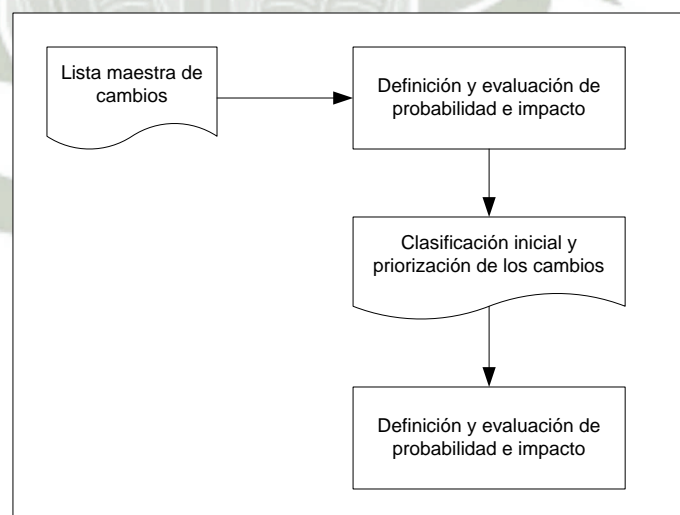 Lista maestra de
cambios
Definición y evaluación de
probabilidad e impacto
Clasificación inicial y
priorización de los cambios
Definición y evaluación de
probabilidad e impacto